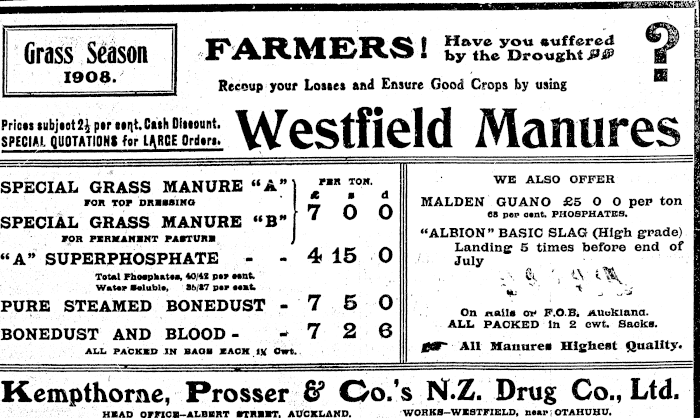 Grass Season
1908.
FARMERS! Have you suffered
by the Drought ?
Recoup your Losses and Ensure Good Crops by using
Prices subject 2½ per cent. Cash Discount.
SPECIAL QUOTATIONS for LARGE Orders.
Westfield Manures
PER TON.
£ s d
SPECIAL GRASS MANURE "A"
FOR TOP DRESSING
7 0 0
SPECIAL GRASS MANURE "B"
FOR PERMANENT PASTURE
"A" SUPERPHOSPHATE - - 4 15 0
Total Phosphates, 40/42 per cent.
Water Soluble, 35/37 per cent.
PURE STEAMED BONEDUST - 7 5 0
BONEDUST AND BLOOD - - 7 2 6
ALL PACKED IN BAGS EACH 1½ Cwt.
WE ALSO OFFER
MALDEN GUANO £5 0 0 per ton
68 per cent. PHOSPHATES.
"ALBION" BASIC SLAG (High grade)
Landing 5 times before end of
July
On Rails or F.O.B. Auckland.
ALL PACKED in 2 cwt. Sacks.
All Manures Highest Quality.
Kempthorne, Prosser & Co.'s N.Z. Drug Co., Ltd.
HEAD OFFICE-ALBERT STREET, AUCKLAND. WORKS-WESTFIELD, near OTAHUHU.